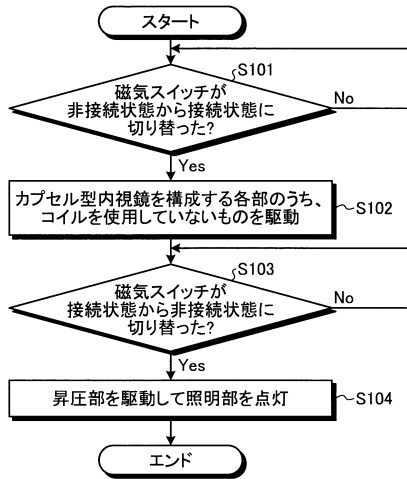 スタート
S101
磁気スイッチが
非接続状態から接続状態に
切り替った?
No
Yes
カプセル型内視鏡を構成する各部のうち、
コイルを使用していないものを駆動
S102
S103
磁気スイッチが
接続状態から非接続状態に
切り替った?
No
Yes
昇圧部を駆動して照明部を点灯
S104
エンド